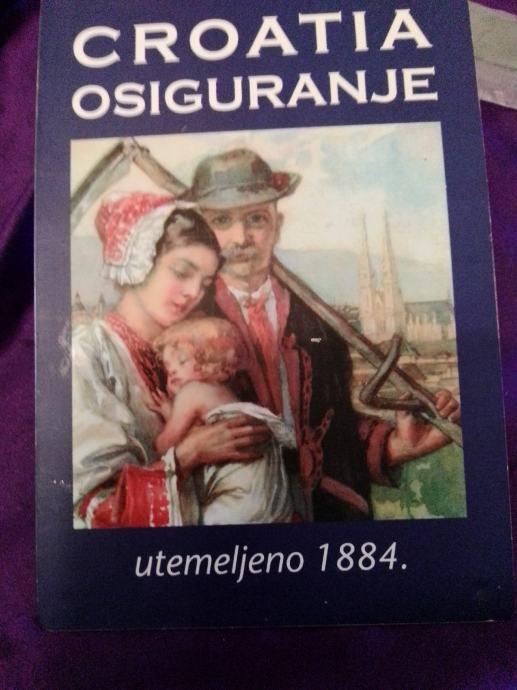 CROATIA
OSIGURANJE
utemeljeno 1884.